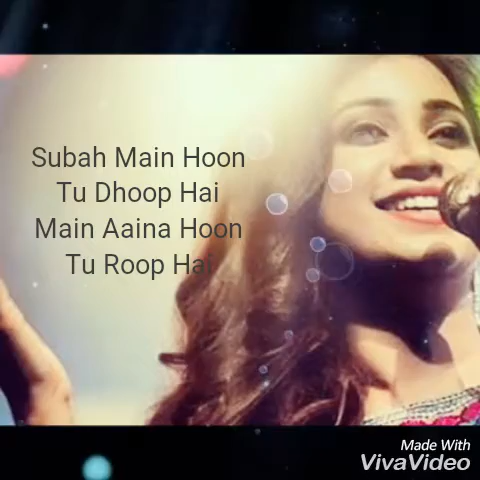 Subah Main Hoon
Tu Dhoop Hai
Main Aaina Hoon
Tu Roop Hai
Made With
VivaVideo